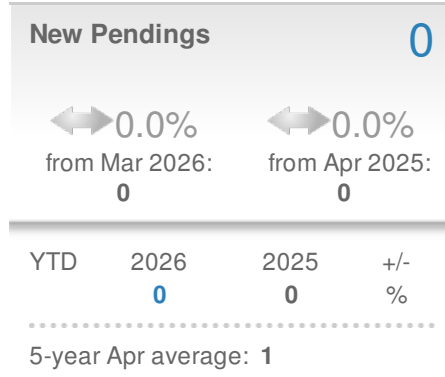 New Pendings 0
0.0% 0.0%
from Mar 2026: from Apr 2025:
0 0
YTD 2026 2025 +/-
0 0 %
5-year Apr average: 1